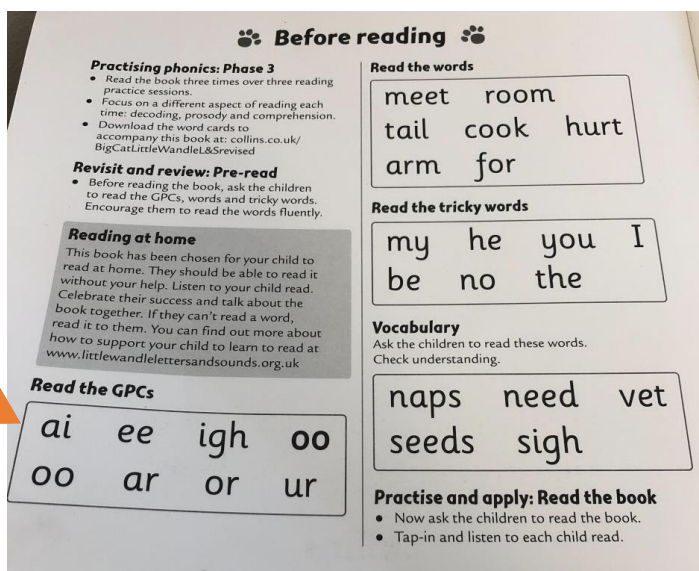 Before reading
Practising phonics: Phase 3
• Read the book three times over three reading
practice sessions.
• Focus on a different aspect of reading each
time: decoding, prosody and comprehension.
• Download the word cards to
accompany this book at: collins.co.uk/
BigCatLittleWandleL&Srevised
Revisit and review: Pre-read
• Before reading the book, ask the children
to read the GPCs, words and tricky words.
Encourage them to read the words fluently.
Reading at home
This book has been chosen for your child to
read at home. They should be able to read it
without your help. Listen to your child read.
Celebrate their success and talk about the
book together. If they can't read a word,
read it to them. You can find out more about
how to support your child to learn to read at
www.littlewandlelettersandsounds.org.uk
Read the GPCs
ai ee igh oo
oo ar or ur
Read the words
meet room
tail cook hurt
arm for
Read the tricky words
my he you I
be no the
Vocabulary
Ask the children to read these words.
Check understanding.
naps need vet
seeds sigh
Practise and apply: Read the book
• Now ask the children to read the book.
• Tap-in and listen to each child read.